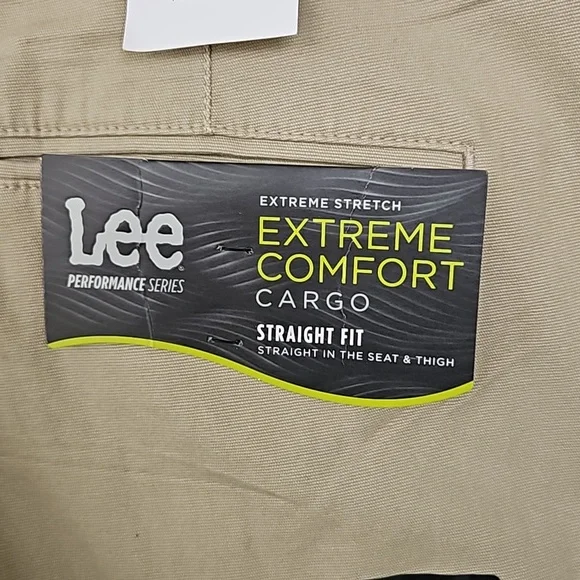 Lee®
PERFORMANCE SERIES
EXTREME STRETCH
EXTREME
COMFORT
CARGO
STRAIGHT FIT
STRAIGHT IN THE SEAT & THIGH